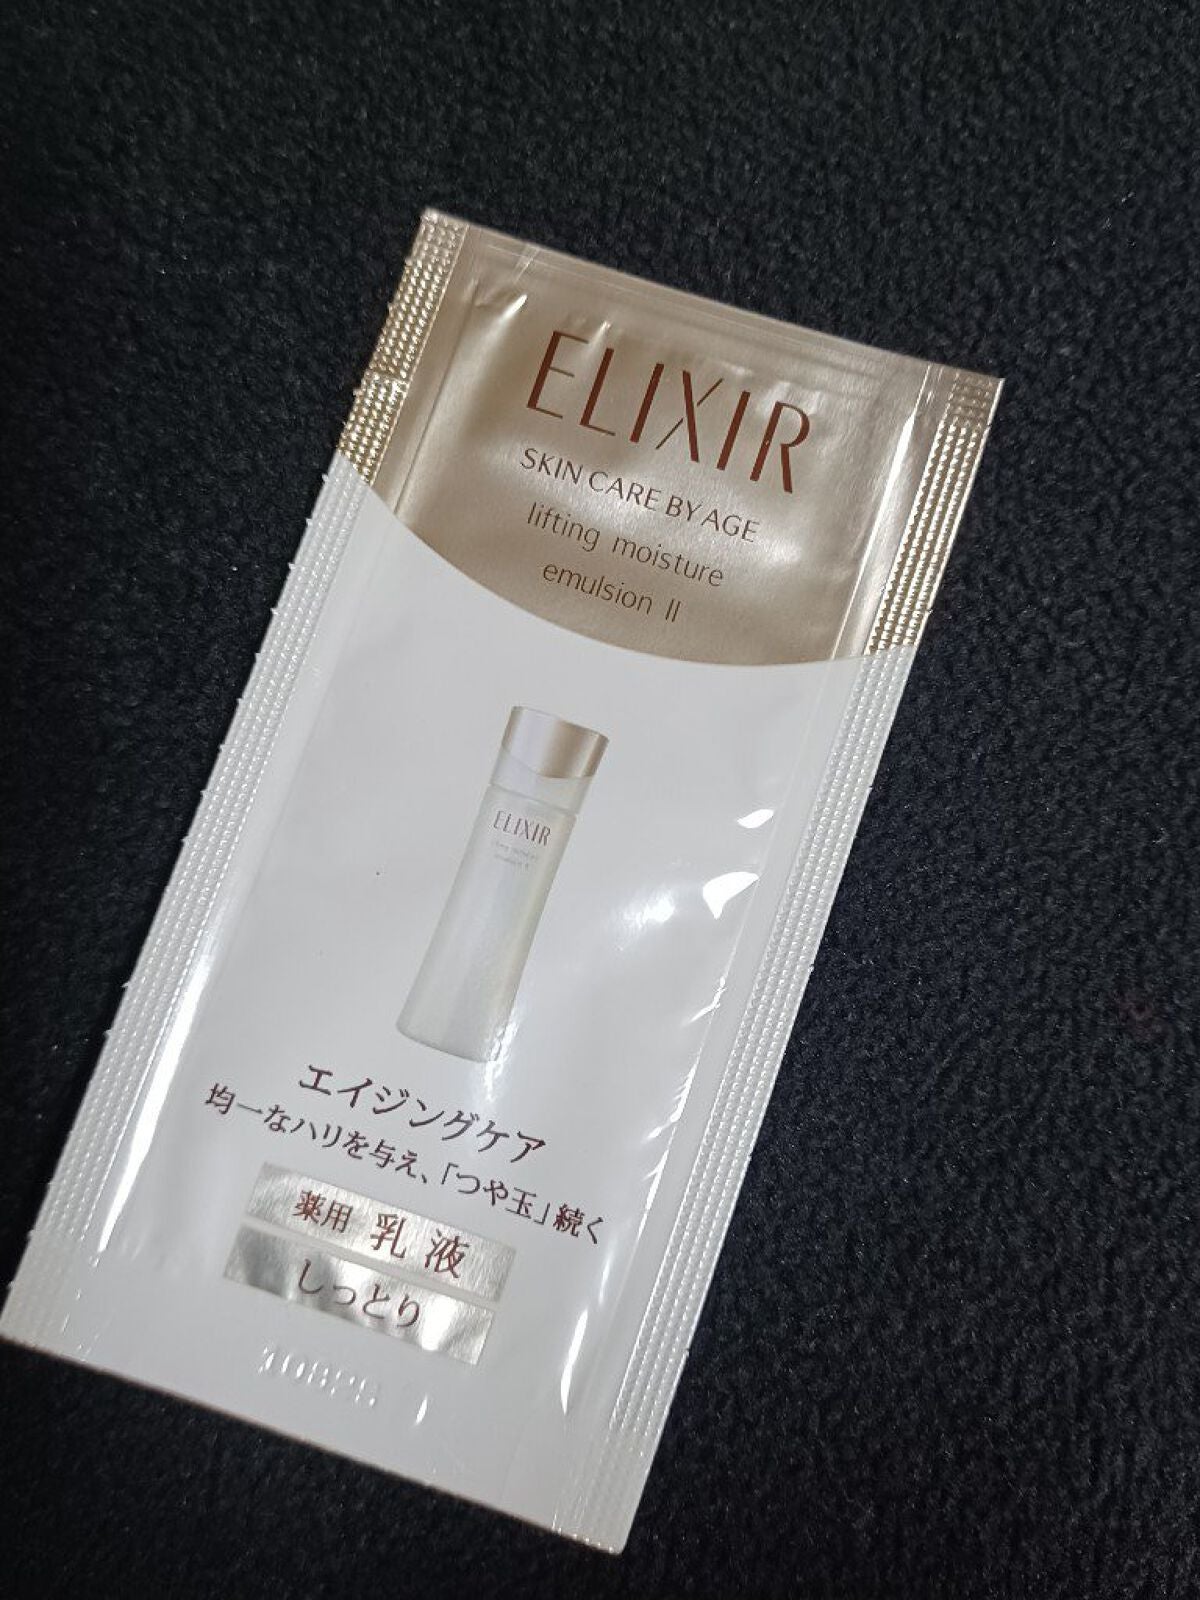 ELIXIR
SKIN CARE BY AGE
lifting moisture
emulsion II
ELIXIR
エイジングケア
均一なハリを与え、「つや玉」続く
薬用 乳液
しっとり